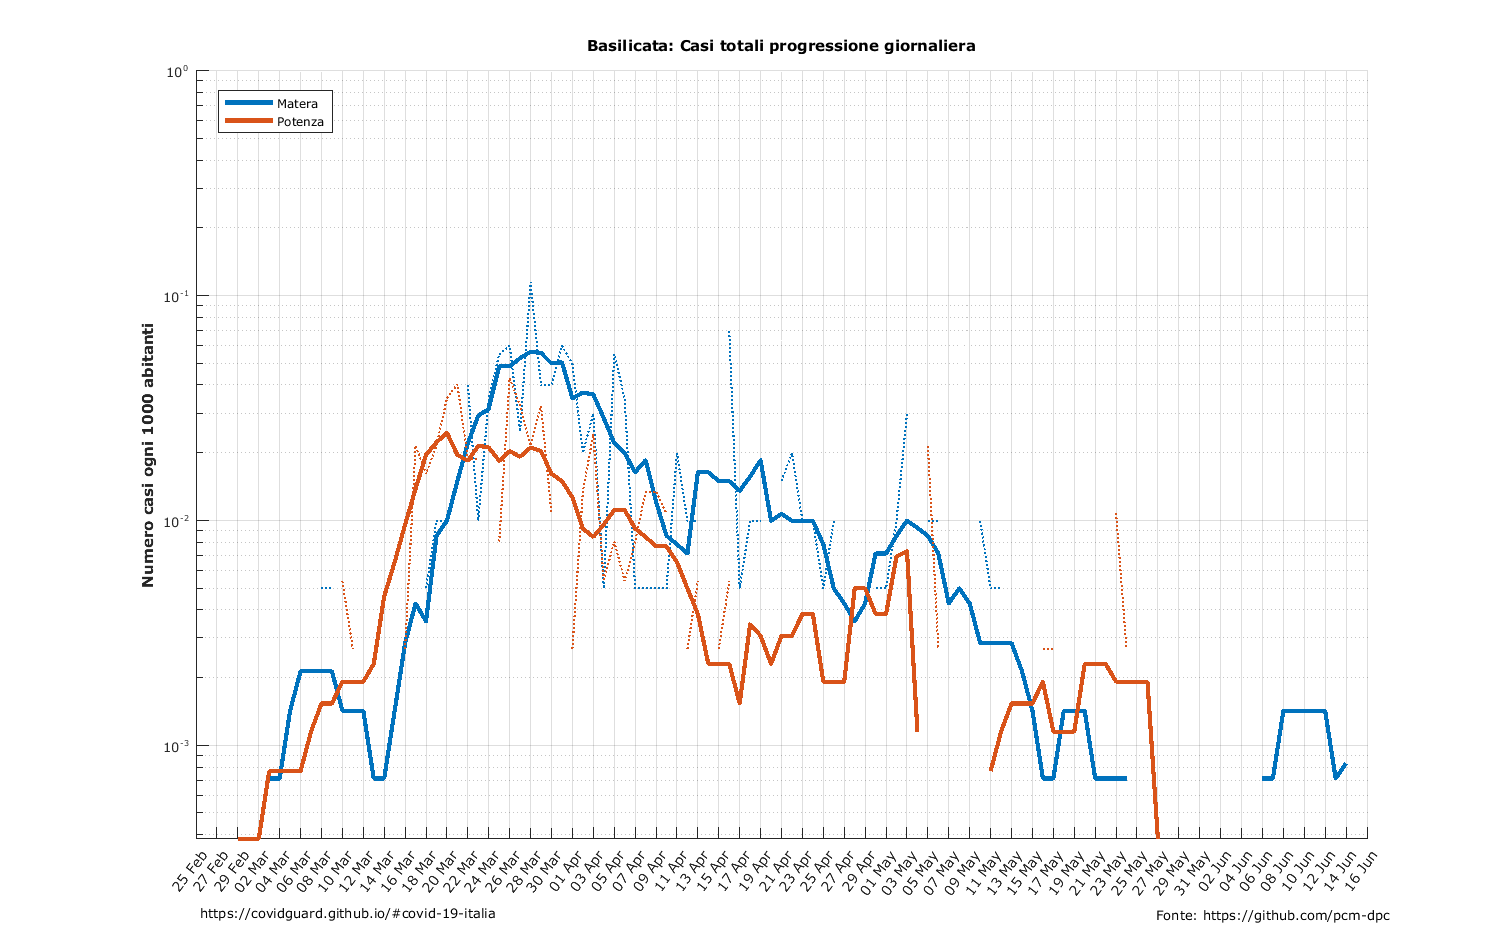 Basilicata: Casi totali progressione giornaliera
10^0
10^-1
10^-2
10^-3
Matera
Potenza
Numero casi ogni 1000 abitanti
25 Feb
27 Feb
29 Feb
02 Mar
04 Mar
06 Mar
08 Mar
10 Mar
12 Mar
14 Mar
16 Mar
18 Mar
20 Mar
22 Mar
24 Mar
26 Mar
28 Mar
30 Mar
01 Apr
03 Apr
05 Apr
07 Apr
09 Apr
11 Apr
13 Apr
15 Apr
17 Apr
19 Apr
21 Apr
23 Apr
25 Apr
27 Apr
29 Apr
01 May
03 May
05 May
07 May
09 May
11 May
13 May
15 May
17 May
19 May
21 May
23 May
25 May
27 May
29 May
31 May
02 Jun
04 Jun
06 Jun
08 Jun
10 Jun
12 Jun
14 Jun
16 Jun
https://covidguard.github.io/#covid-19-italia
Fonte: https://github.com/pcm-dpc